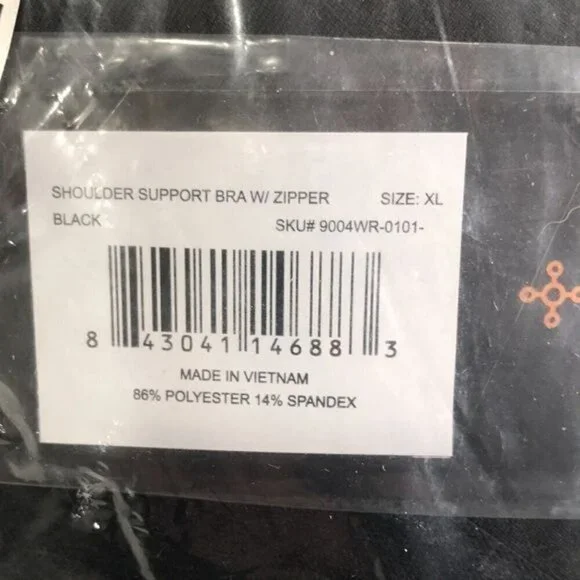 SHOULDER SUPPORT BRA W/ ZIPPER SIZE: XL
BLACK SKU# 9004WR-0101-
8 43041 14688 3
MADE IN VIETNAM
86% POLYESTER 14% SPANDEX